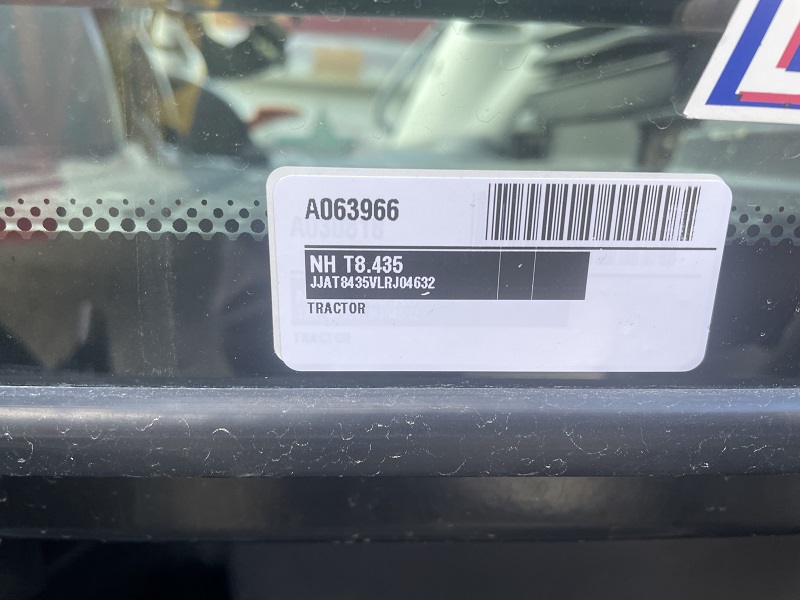 A063966
NH T8.435
JJAT8435VLRJ04632
TRACTOR